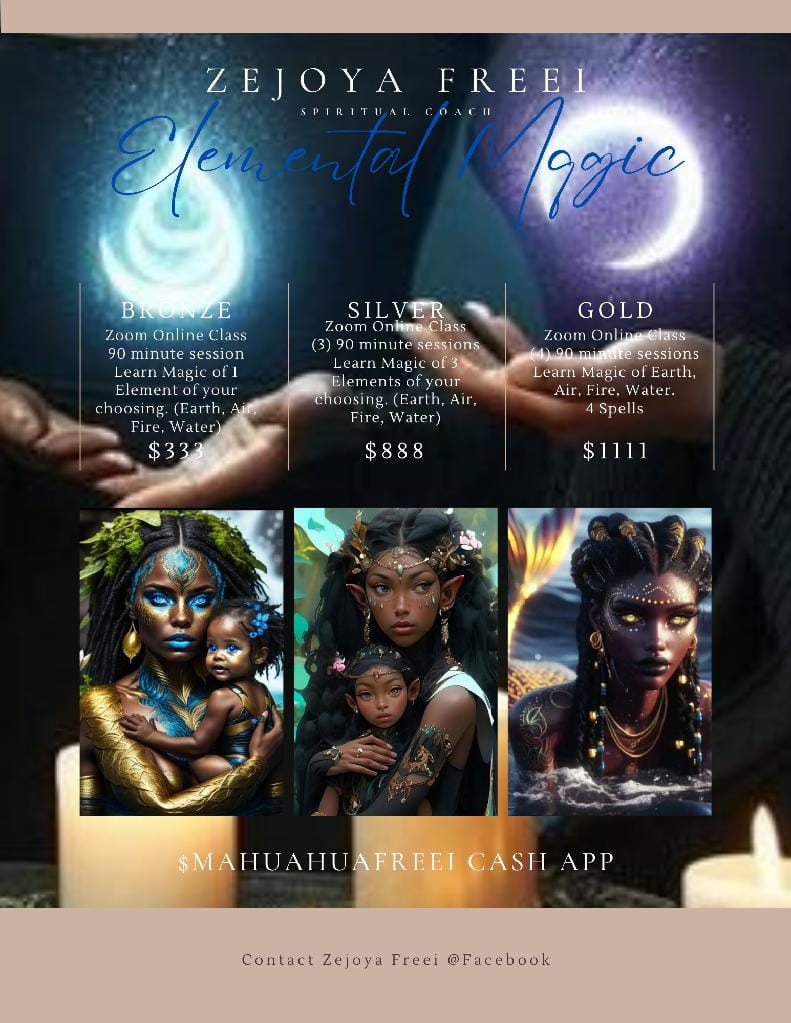 ZEJOYA FREEI
SPIRITUAL COACH
Elemental Magic
BRONZE
Zoom Online Class
90 minute session
Learn Magic of 1
Element of your
choosing. (Earth, Air,
Fire, Water)
$333
SILVER
Zoom Online Class
(3) 90 minute sessions
Learn Magic of 3
Elements of your
choosing. (Earth, Air,
Fire, Water)
$888
GOLD
Zoom Online Class
(4) 90 minute sessions
Learn Magic of Earth,
Air, Fire, Water.
4 Spells
$1111
$MAHUAHUAFREEI CASH APP
Contact Zejoya Freei @Facebook